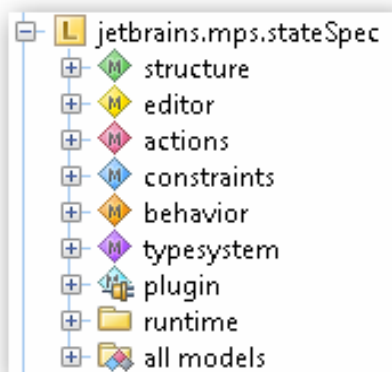 L jetbrains.mps.stateSpec
M structure
M editor
M actions
M constraints
M behavior
M typesystem
M plugin
runtime
all models